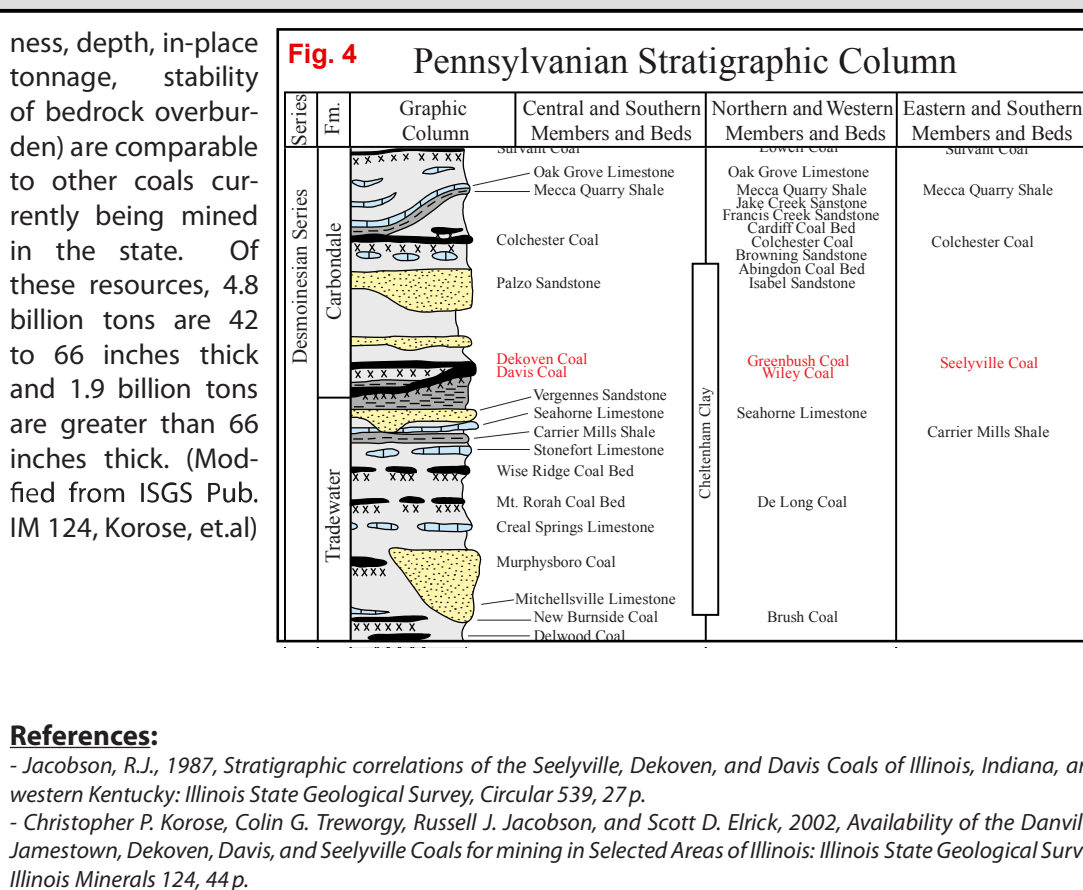 ness, depth, in-place
tonnage, stability
of bedrock overbur-
den) are comparable
to other coals cur-
rently being mined
in the state. Of
these resources, 4.8
billion tons are 42
to 66 inches thick
and 1.9 billion tons
are greater than 66
inches thick. (Mod-
fied from ISGS Pub.
IM 124, Korose, et.al)
Fig. 4
Pennsylvanian Stratigraphic Column
Series
Fm.
Graphic
Column
Central and Southern
Members and Beds
Northern and Western
Members and Beds
Eastern and Southern
Members and Beds
Desmoinesian Series
Carbondale
Tradewater
Survant Coal
Oak Grove Limestone
Mecca Quarry Shale
Colchester Coal
Palzo Sandstone
Dekoven Coal
Davis Coal
Vergennes Sandstone
Seahorne Limestone
Carrier Mills Shale
Stonefort Limestone
Wise Ridge Coal Bed
Mt. Rorah Coal Bed
Creal Springs Limestone
Murphysboro Coal
Mitchellsville Limestone
New Burnside Coal
Delwood Coal
Cheltenham Clay
Lowell Coal
Oak Grove Limestone
Mecca Quarry Shale
Jake Creek Sanstone
Francis Creek Sandstone
Cardiff Coal Bed
Colchester Coal
Browning Sandstone
Abingdon Coal Bed
Isabel Sandstone
Greenbush Coal
Wiley Coal
Seahorne Limestone
De Long Coal
Brush Coal
Survant Coal
Mecca Quarry Shale
Colchester Coal
Seelyville Coal
Carrier Mills Shale
References:
- Jacobson, R.J., 1987, Stratigraphic correlations of the Seelyville, Dekoven, and Davis Coals of Illinois, Indiana, an
western Kentucky: Illinois State Geological Survey, Circular 539, 27 p.
- Christopher P. Korose, Colin G. Treworgy, Russell J. Jacobson, and Scott D. Elrick, 2002, Availability of the Danvill
Jamestown, Dekoven, Davis, and Seelyville Coals for mining in Selected Areas of Illinois: Illinois State Geological Surv
Illinois Minerals 124, 44 p.